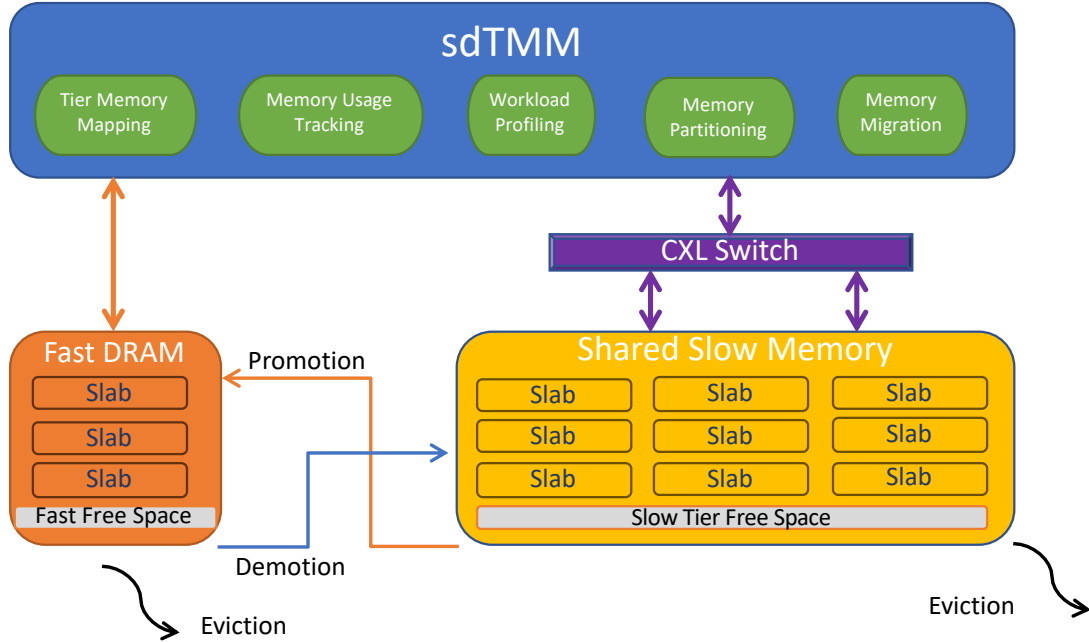 sdTMM
Tier Memory
Mapping
Memory Usage
Tracking
Workload
Profiling
Memory
Partitioning
Memory
Migration
CXL Switch
Fast DRAM
Slab
Slab
Slab
Fast Free Space
Promotion
Demotion
Shared Slow Memory
Slab Slab Slab
Slab Slab Slab
Slab Slab Slab
Slow Tier Free Space
Eviction
Eviction